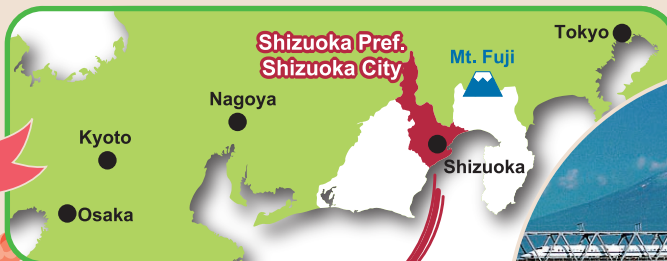 Tokyo
Shizuoka Pref.
Shizuoka City
Mt. Fuji
Nagoya
Kyoto
Shizuoka
Osaka